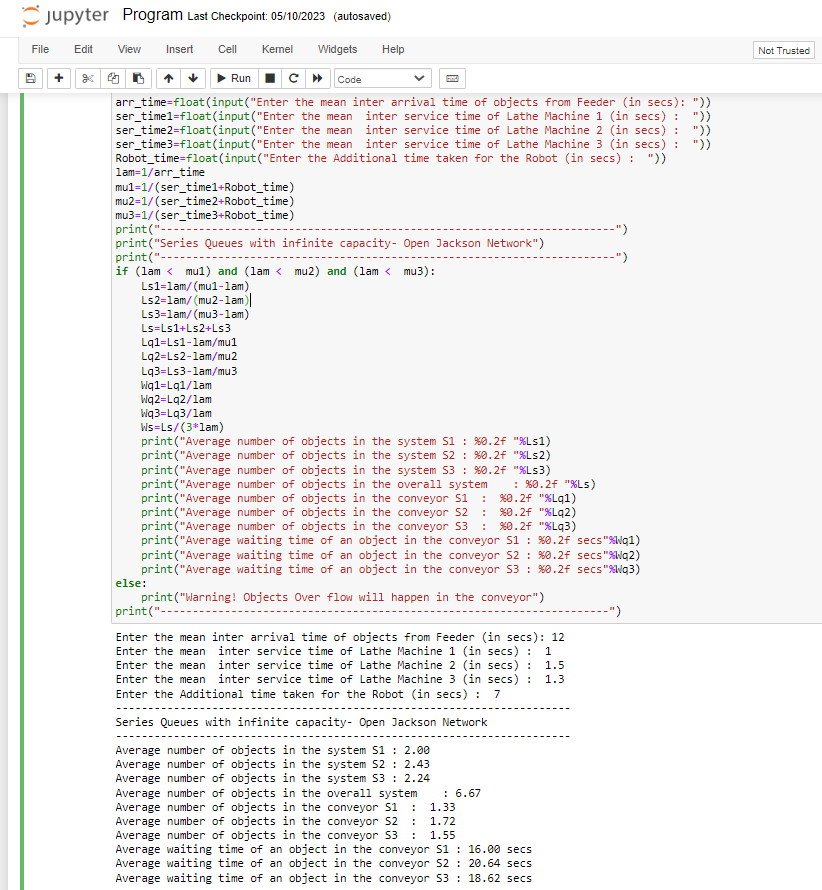 jupyter Program Last Checkpoint: 05/10/2023 (autosaved)
File Edit View Insert Cell Kernel Widgets Help Not Trusted
Run Code
arr_time=float(input("Enter the mean inter arrival time of objects from Feeder (in secs): "))
ser_time1=float(input("Enter the mean  inter service time of Lathe Machine 1 (in secs) :  "))
ser_time2=float(input("Enter the mean  inter service time of Lathe Machine 2 (in secs) :  "))
ser_time3=float(input("Enter the mean  inter service time of Lathe Machine 3 (in secs) :  "))
Robot_time=float(input("Enter the Additional time taken for the Robot (in secs) :  "))
lam=1/arr_time
mu1=1/(ser_time1+Robot_time)
mu2=1/(ser_time2+Robot_time)
mu3=1/(ser_time3+Robot_time)
print("-----------------------------------------------------------------------")
print("Series Queues with infinite capacity- Open Jackson Network")
print("-----------------------------------------------------------------------")
if (lam <  mu1) and (lam <  mu2) and (lam <  mu3):
    Ls1=lam/(mu1-lam)
    Ls2=lam/(mu2-lam)
    Ls3=lam/(mu3-lam)
    Ls=Ls1+Ls2+Ls3
    Lq1=Ls1-lam/mu1
    Lq2=Ls2-lam/mu2
    Lq3=Ls3-lam/mu3
    Wq1=Lq1/lam
    Wq2=Lq2/lam
    Wq3=Lq3/lam
    Ws=Ls/(3*lam)
    print("Average number of objects in the system S1 : %0.2f "%Ls1)
    print("Average number of objects in the system S2 : %0.2f "%Ls2)
    print("Average number of objects in the system S3 : %0.2f "%Ls3)
    print("Average number of objects in the overall system    : %0.2f "%Ls)
    print("Average number of objects in the conveyor S1  :  %0.2f "%Lq1)
    print("Average number of objects in the conveyor S2  :  %0.2f "%Lq2)
    print("Average number of objects in the conveyor S3  :  %0.2f "%Lq3)
    print("Average waiting time of an object in the conveyor S1 : %0.2f secs"%Wq1)
    print("Average waiting time of an object in the conveyor S2 : %0.2f secs"%Wq2)
    print("Average waiting time of an object in the conveyor S3 : %0.2f secs"%Wq3)
else:
    print("Warning! Objects Over flow will happen in the conveyor")
print("----------------------------------------------------------------------")
Enter the mean inter arrival time of objects from Feeder (in secs): 12
Enter the mean  inter service time of Lathe Machine 1 (in secs) :  1
Enter the mean  inter service time of Lathe Machine 2 (in secs) :  1.5
Enter the mean  inter service time of Lathe Machine 3 (in secs) :  1.3
Enter the Additional time taken for the Robot (in secs) :  7
-----------------------------------------------------------------------
Series Queues with infinite capacity- Open Jackson Network
-----------------------------------------------------------------------
Average number of objects in the system S1 : 2.00
Average number of objects in the system S2 : 2.43
Average number of objects in the system S3 : 2.24
Average number of objects in the overall system    : 6.67
Average number of objects in the conveyor S1  :  1.33
Average number of objects in the conveyor S2  :  1.72
Average number of objects in the conveyor S3  :  1.55
Average waiting time of an object in the conveyor S1 : 16.00 secs
Average waiting time of an object in the conveyor S2 : 20.64 secs
Average waiting time of an object in the conveyor S3 : 18.62 secs